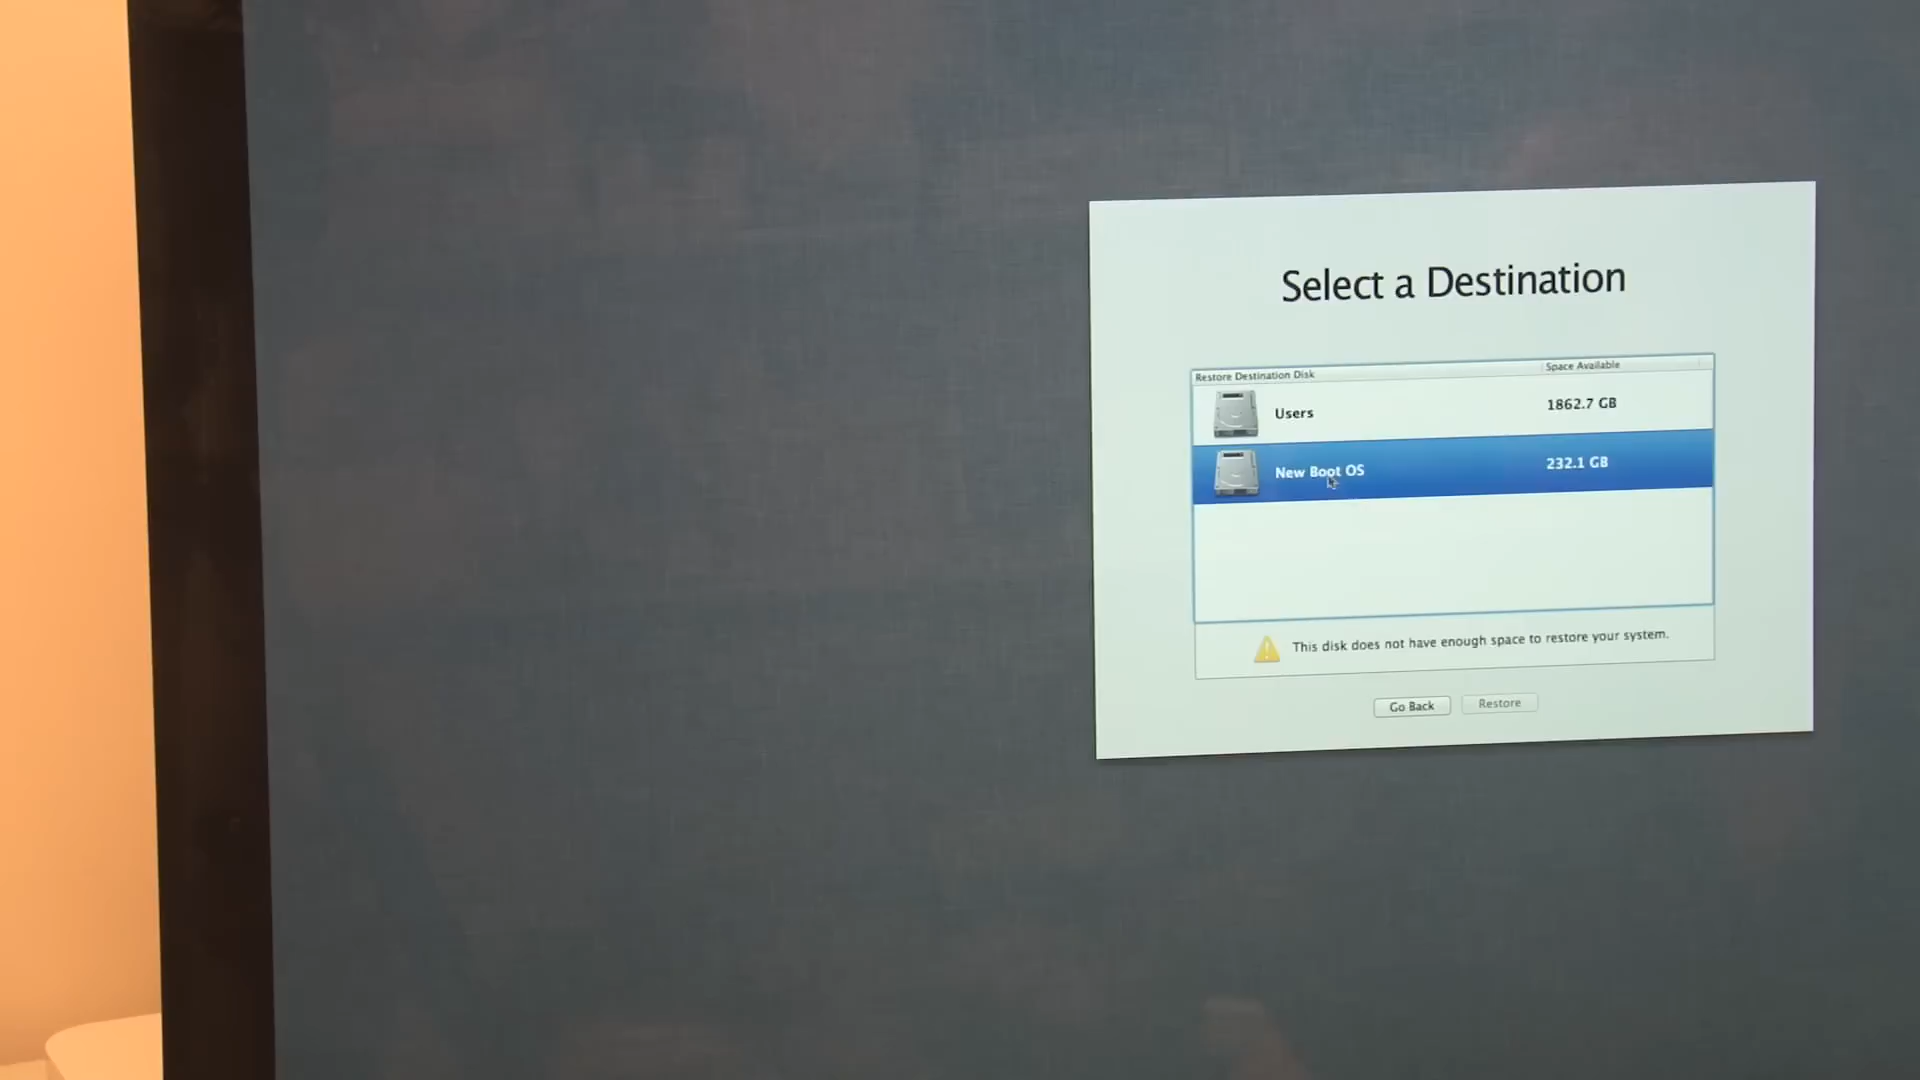 Select a Destination
Restore Destination Disk Space Available
Users 1862.7 GB
New Boot OS 232.1 GB
This disk does not have enough space to restore your system.
Go Back Restore